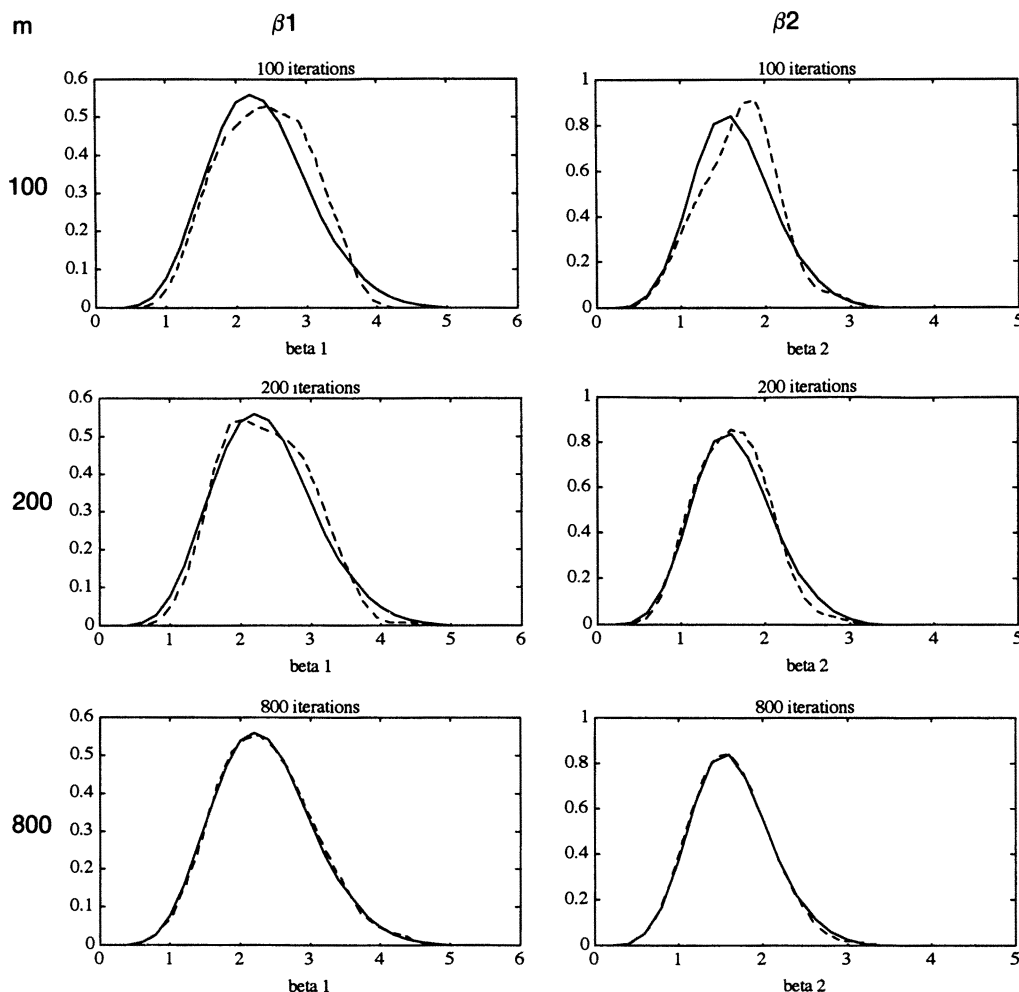 m β1 β2
100 iterations 100 iterations
100
0.6 0.5 0.4 0.3 0.2 0.1 0
0 1 2 3 4 5 6
beta 1
1 0.8 0.6 0.4 0.2 0
0 1 2 3 4 5
beta 2
200 iterations 200 iterations
200
0.6 0.5 0.4 0.3 0.2 0.1 0
0 1 2 3 4 5 6
beta 1
1 0.8 0.6 0.4 0.2 0
0 1 2 3 4 5
beta 2
800 iterations 800 iterations
800
0.6 0.5 0.4 0.3 0.2 0.1 0
0 1 2 3 4 5 6
beta 1
1 0.8 0.6 0.4 0.2 0
0 1 2 3 4 5
beta 2